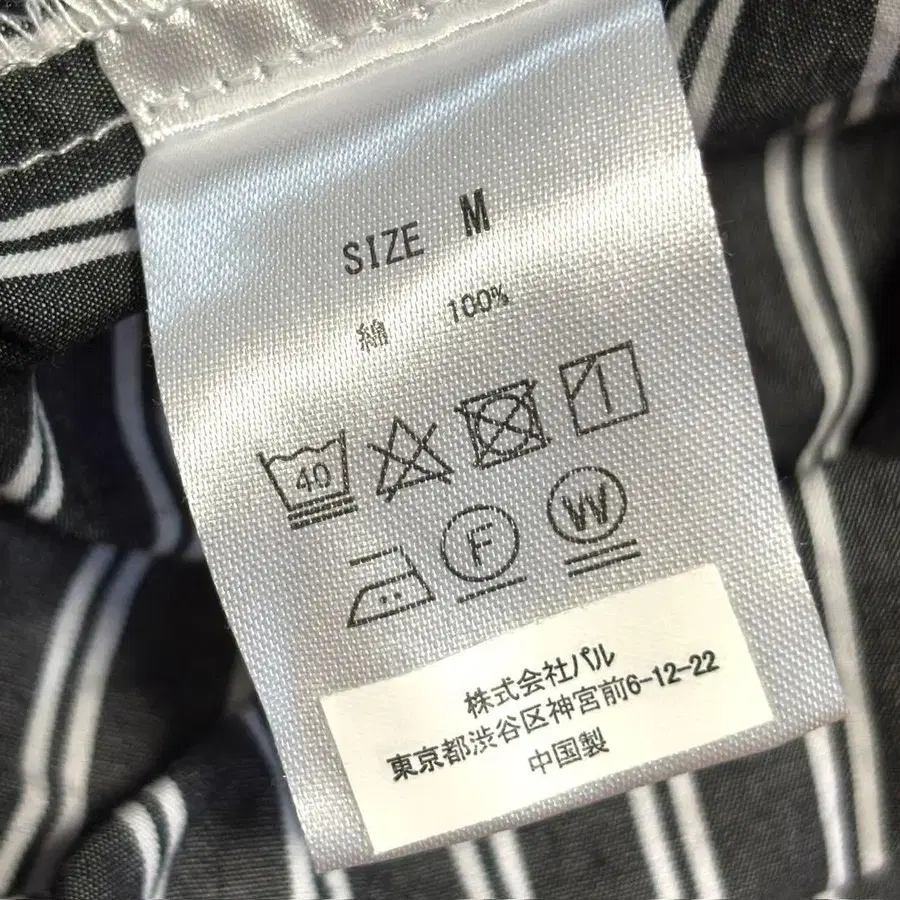 SIZE M
綿 100%
40
F W
株式会社パル
東京都渋谷区神宮前6-12-22
中国製